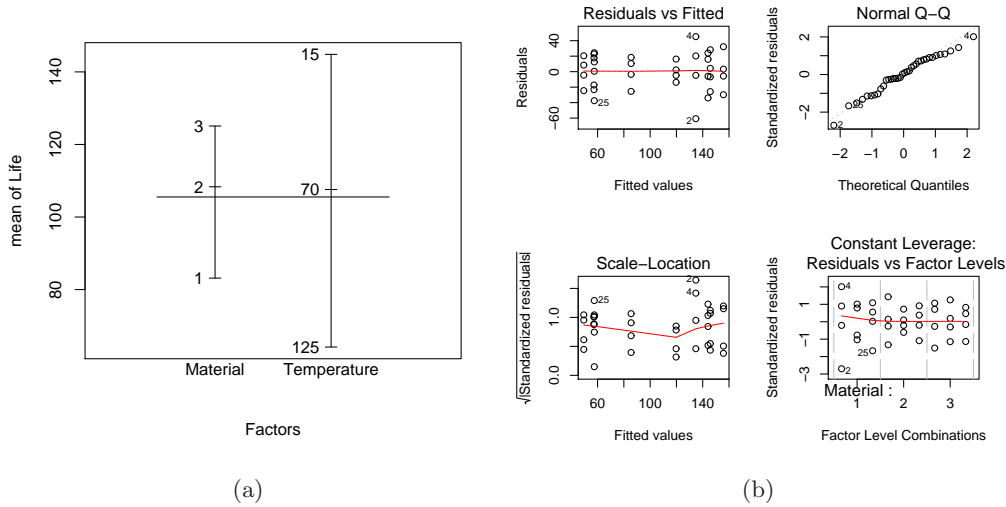 mean of Life
140
120
100
80
3
2
1
15
70
125
Material Temperature
Factors
(a)
Residuals vs Fitted
Residuals
40
0
−60
4
25
2
60 100 140
Fitted values
Normal Q−Q
Standardized residuals
2
0
−2
4
25
2
−2 −1 0 1 2
Theoretical Quantiles
Scale−Location
√|Standardized residuals|
1.0
0.0
2
4
25
60 100 140
Fitted values
Constant Leverage:
Residuals vs Factor Levels
Standardized residuals
1
−1
−3
4
25
2
Material :
1 2 3
Factor Level Combinations
(b)